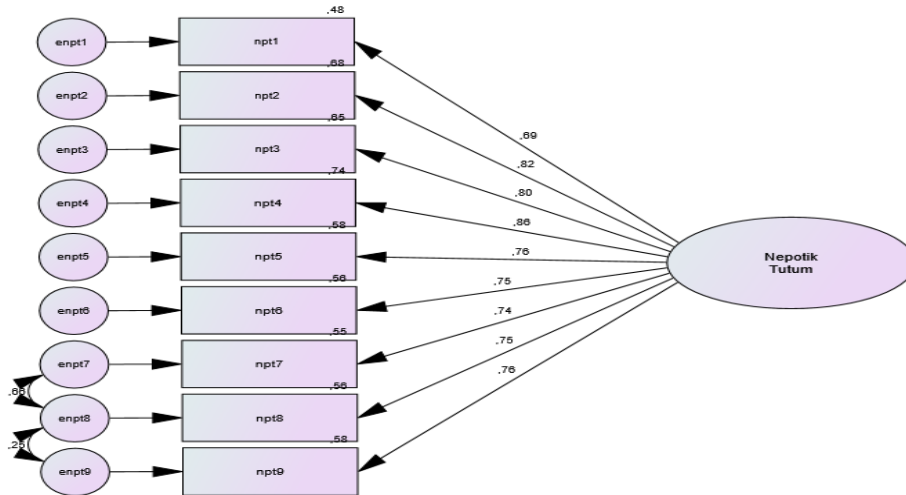 .48
enpt1 npt1
.68
enpt2 npt2
.65
enpt3 npt3
.74
enpt4 npt4
.58
enpt5 npt5
.56
enpt6 npt6
.55
enpt7 npt7
.56
enpt8 npt8
.58
enpt9 npt9
.25
.69
.82
.80
.86
.76
.75
.74
.75
.76
Nepotik
Tutum